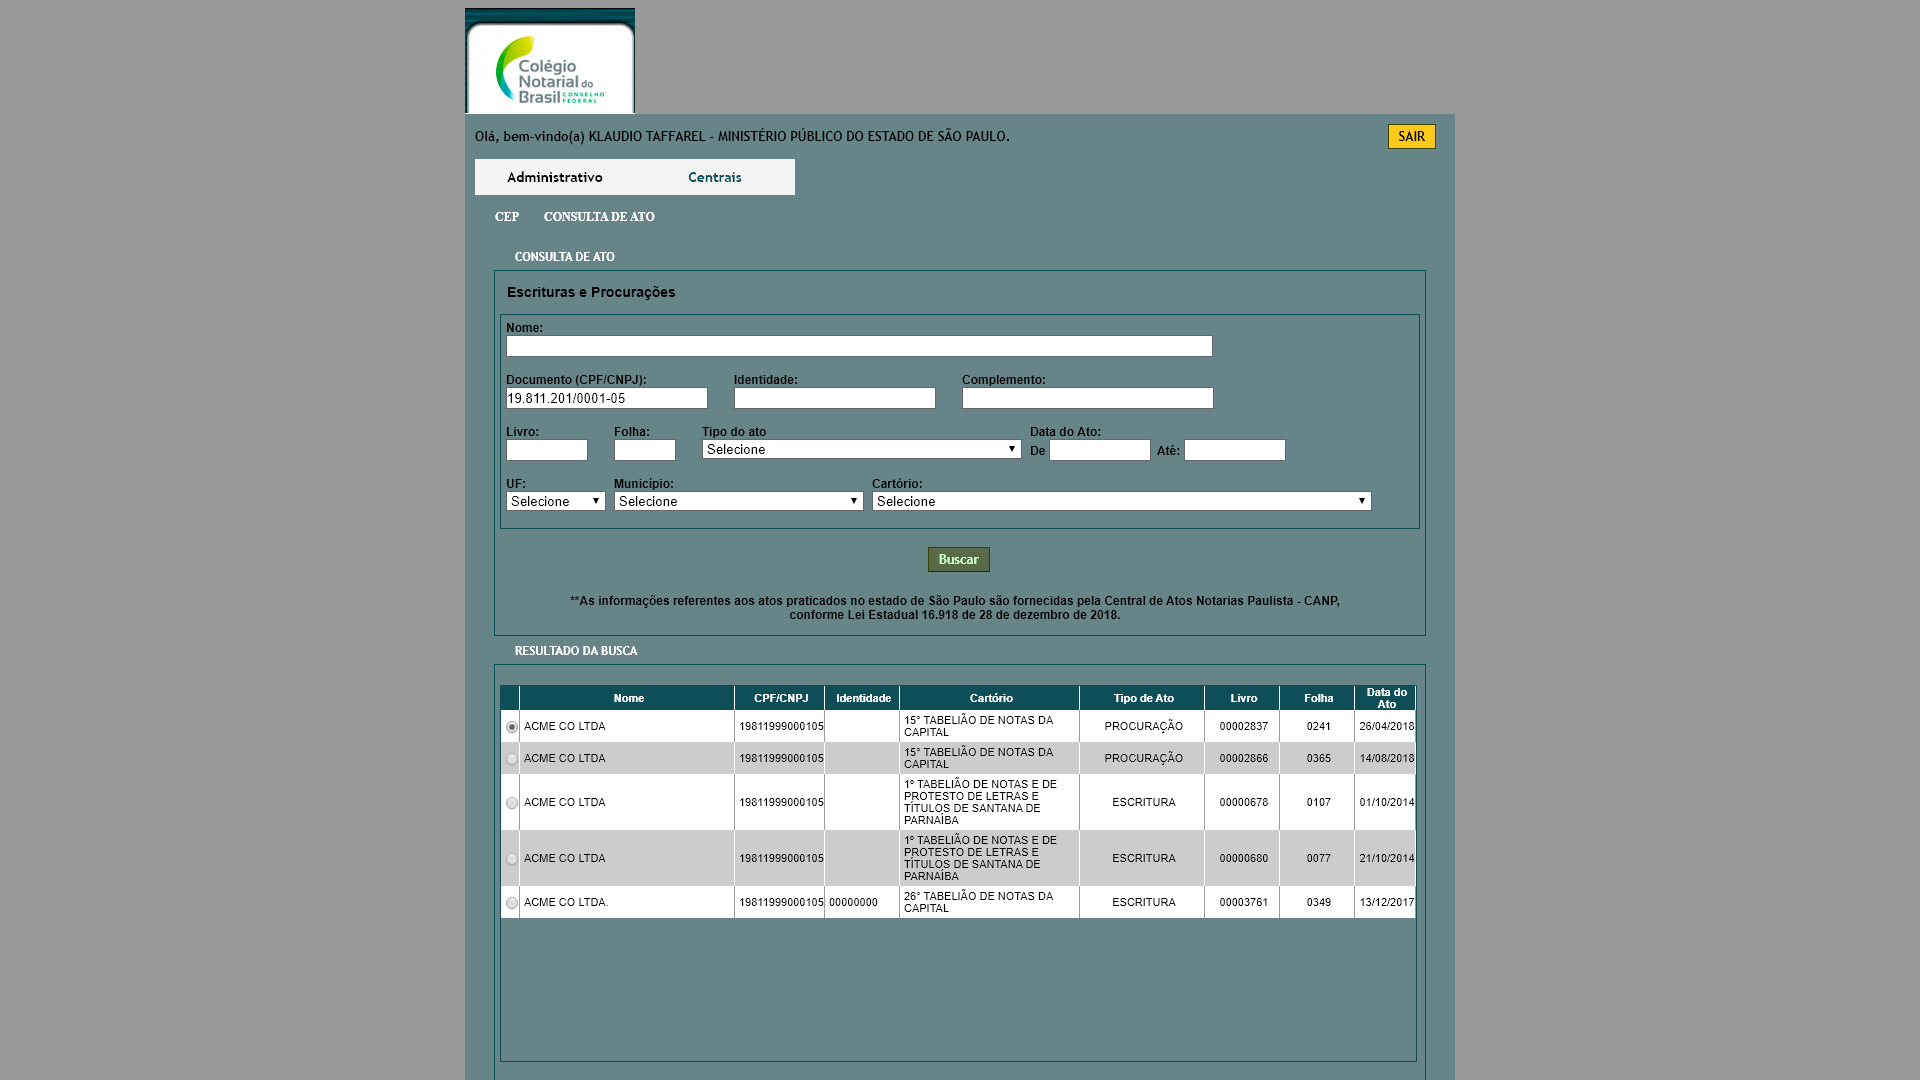 Colégio
Notarial do
Brasil CONSELHO FEDERAL
Olá, bem-vindo(a) KLAUDIO TAFFAREL - MINISTÉRIO PÚBLICO DO ESTADO DE SÃO PAULO.
SAIR
Administrativo Centrais
CEP CONSULTA DE ATO
CONSULTA DE ATO
Escrituras e Procurações
Nome:
Documento (CPF/CNPJ): Identidade: Complemento:
19.811.201/0001-05
Livro: Folha: Tipo do ato Data do Ato:
Selecione De Até:
UF: Município: Cartório:
Selecione Selecione Selecione
Buscar
**As informações referentes aos atos praticados no estado de São Paulo são fornecidas pela Central de Atos Notarias Paulista - CANP,
conforme Lei Estadual 16.918 de 28 de dezembro de 2018.
RESULTADO DA BUSCA
Nome CPF/CNPJ Identidade Cartório Tipo de Ato Livro Folha Data do Ato
ACME CO LTDA 19811999000105 15° TABELIÃO DE NOTAS DA CAPITAL PROCURAÇÃO 00002837 0241 26/04/2018
ACME CO LTDA 19811999000105 15° TABELIÃO DE NOTAS DA CAPITAL PROCURAÇÃO 00002866 0365 14/08/2018
ACME CO LTDA 19811999000105 1º TABELIÃO DE NOTAS E DE PROTESTO DE LETRAS E TÍTULOS DE SANTANA DE PARNAÍBA ESCRITURA 00000678 0107 01/10/2014
ACME CO LTDA 19811999000105 1º TABELIÃO DE NOTAS E DE PROTESTO DE LETRAS E TÍTULOS DE SANTANA DE PARNAÍBA ESCRITURA 00000680 0077 21/10/2014
ACME CO LTDA. 19811999000105 00000000 26° TABELIÃO DE NOTAS DA CAPITAL ESCRITURA 00003761 0349 13/12/2017